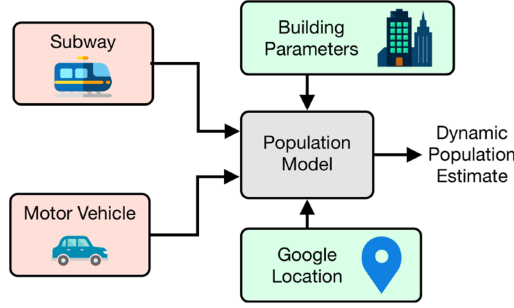 Subway
Building
Parameters
Population
Model
Dynamic
Population
Estimate
Motor Vehicle
Google
Location